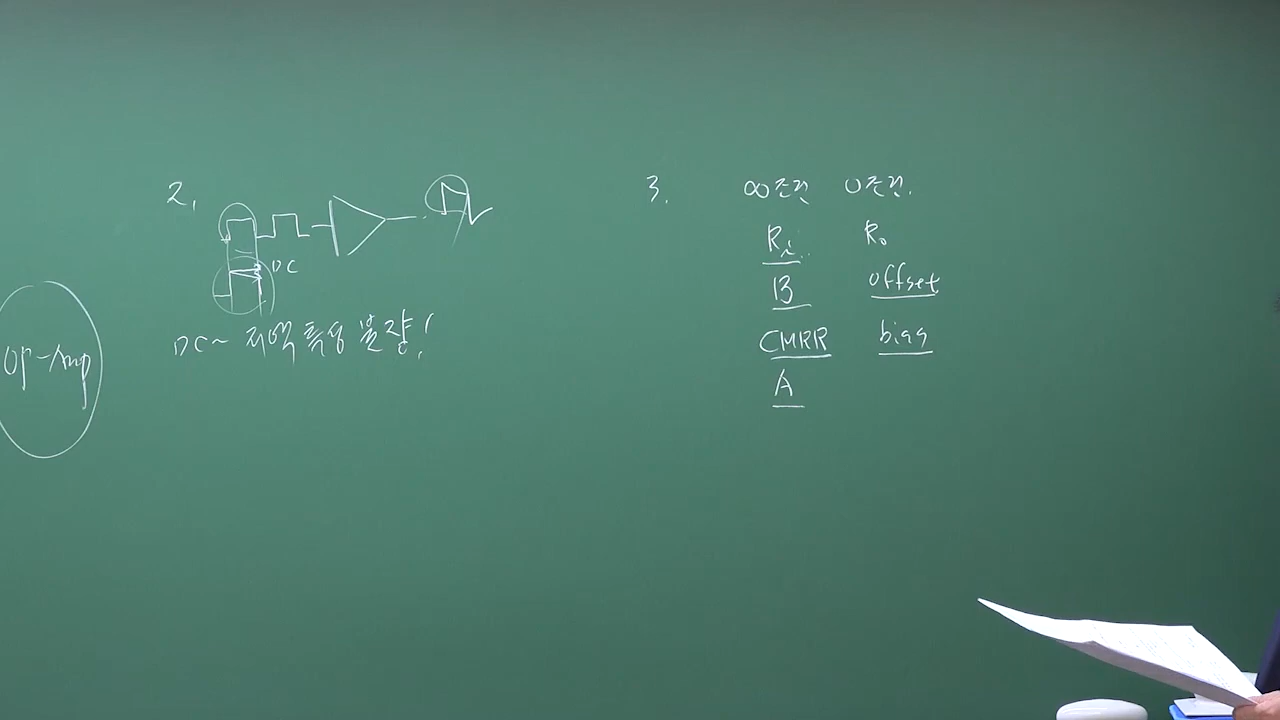 Op-Amp
2.
DC
DC~ 저역 특성 불량!
3. ∞조건 0조건.
Ri Ro
B offset
CMRR bias
A